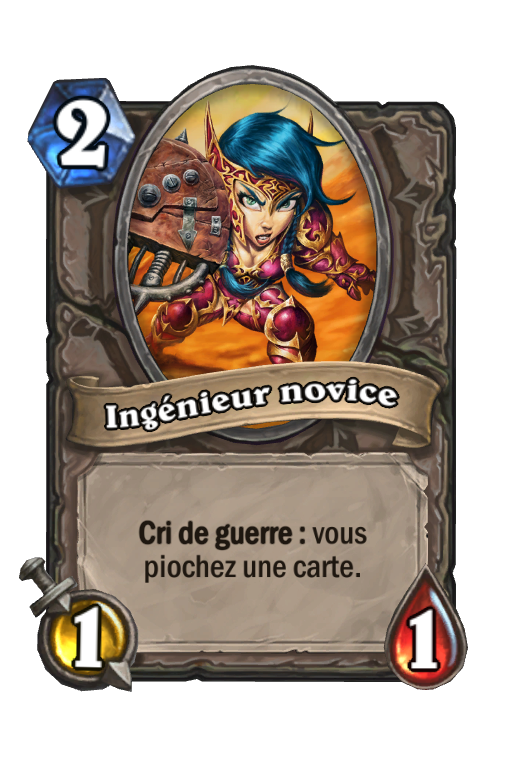 2
Ingénieur novice
Cri de guerre : vous
piochez une carte.
1
1